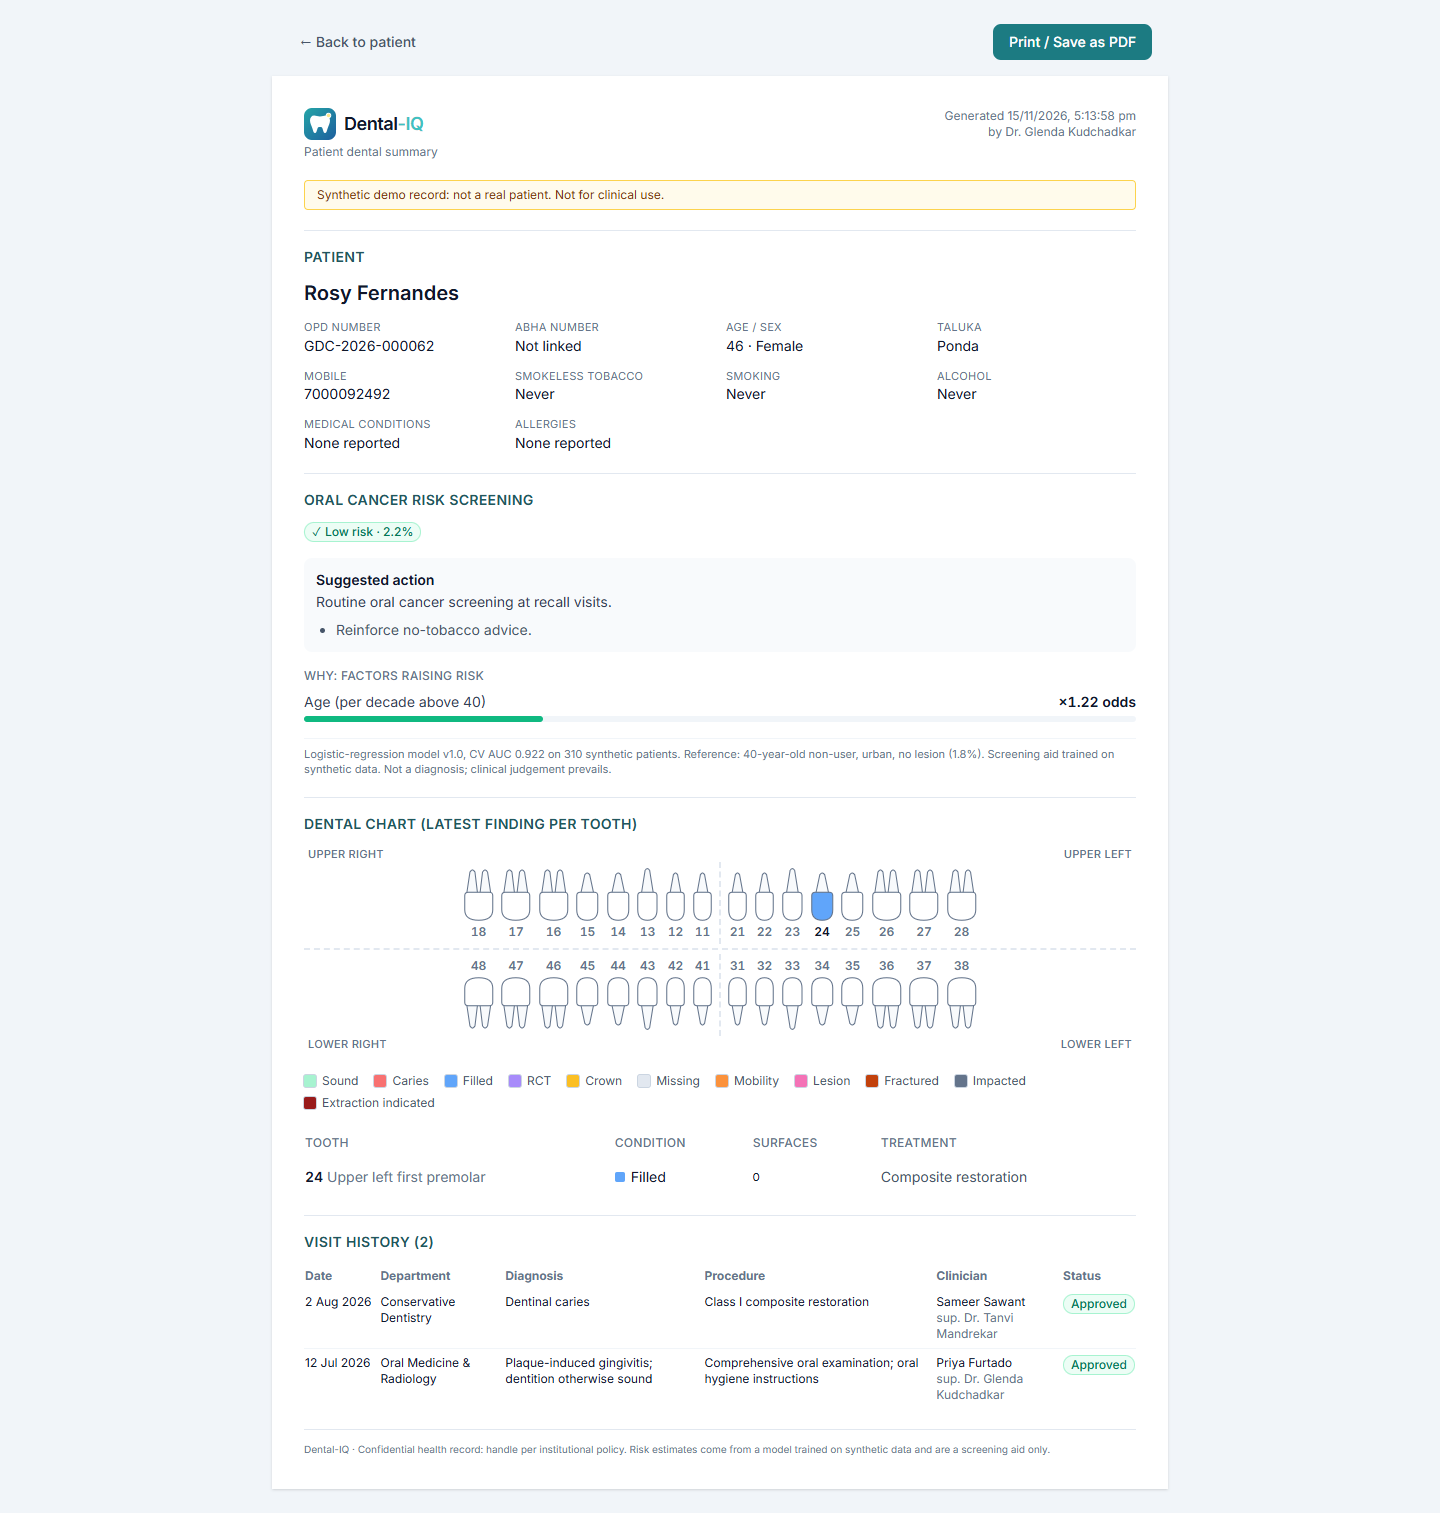 ← Back to patient
Print / Save as PDF
Dental-IQ
Patient dental summary
Generated 15/11/2026, 5:13:58 pm
by Dr. Glenda Kudchadkar
Synthetic demo record: not a real patient. Not for clinical use.
PATIENT
Rosy Fernandes
OPD NUMBER ABHA NUMBER AGE / SEX TALUKA
GDC-2026-000062 Not linked 46 · Female Ponda
MOBILE SMOKELESS TOBACCO SMOKING ALCOHOL
7000092492 Never Never Never
MEDICAL CONDITIONS ALLERGIES
None reported None reported
ORAL CANCER RISK SCREENING
✓ Low risk · 2.2%
Suggested action
Routine oral cancer screening at recall visits.
• Reinforce no-tobacco advice.
WHY: FACTORS RAISING RISK
Age (per decade above 40) ×1.22 odds
Logistic-regression model v1.0, CV AUC 0.922 on 310 synthetic patients. Reference: 40-year-old non-user, urban, no lesion (1.8%). Screening aid trained on
synthetic data. Not a diagnosis; clinical judgement prevails.
DENTAL CHART (LATEST FINDING PER TOOTH)
UPPER RIGHT UPPER LEFT
18 17 16 15 14 13 12 11 21 22 23 24 25 26 27 28
48 47 46 45 44 43 42 41 31 32 33 34 35 36 37 38
LOWER RIGHT LOWER LEFT
Sound Caries Filled RCT Crown Missing Mobility Lesion Fractured Impacted
Extraction indicated
TOOTH CONDITION SURFACES TREATMENT
24 Upper left first premolar Filled O Composite restoration
VISIT HISTORY (2)
Date Department Diagnosis Procedure Clinician Status
2 Aug 2026 Conservative Dentinal caries Class I composite restoration Sameer Sawant Approved
Dentistry sup. Dr. Tanvi
Mandrekar
12 Jul 2026 Oral Medicine & Plaque-induced gingivitis; Comprehensive oral examination; oral Priya Furtado Approved
Radiology dentition otherwise sound hygiene instructions sup. Dr. Glenda
Kudchadkar
Dental-IQ · Confidential health record: handle per institutional policy. Risk estimates come from a model trained on synthetic data and are a screening aid only.